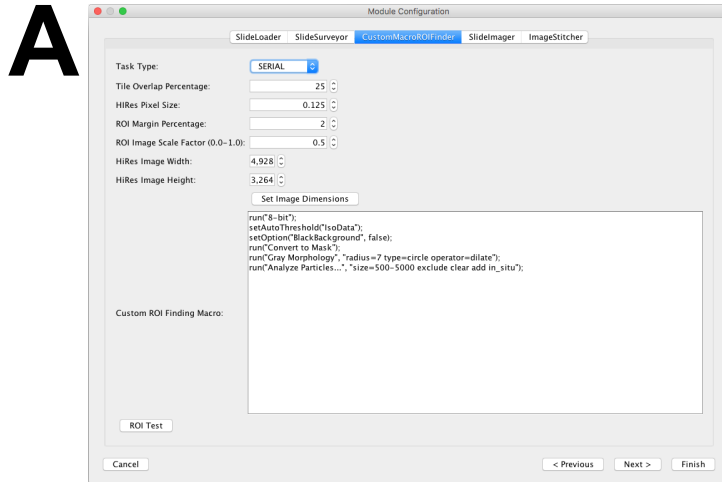 A
Module Configuration
SlideLoader SlideSurveyor CustomMacroROIFinder SlideImager ImageStitcher
Task Type: SERIAL
Tile Overlap Percentage: 25
HIRes Pixel Size: 0.125
ROI Margin Percentage: 2
ROI Image Scale Factor (0.0-1.0): 0.5
HiRes Image Width: 4,928
HiRes Image Height: 3,264
Set Image Dimensions
run("8-bit");
setAutoThreshold("IsoData");
setOption("BlackBackground", false);
run("Convert to Mask");
run("Gray Morphology", "radius=7 type=circle operator=dilate");
run("Analyze Particles...", "size=500-5000 exclude clear add in_situ");
Custom ROI Finding Macro:
ROI Test
Cancel < Previous Next > Finish